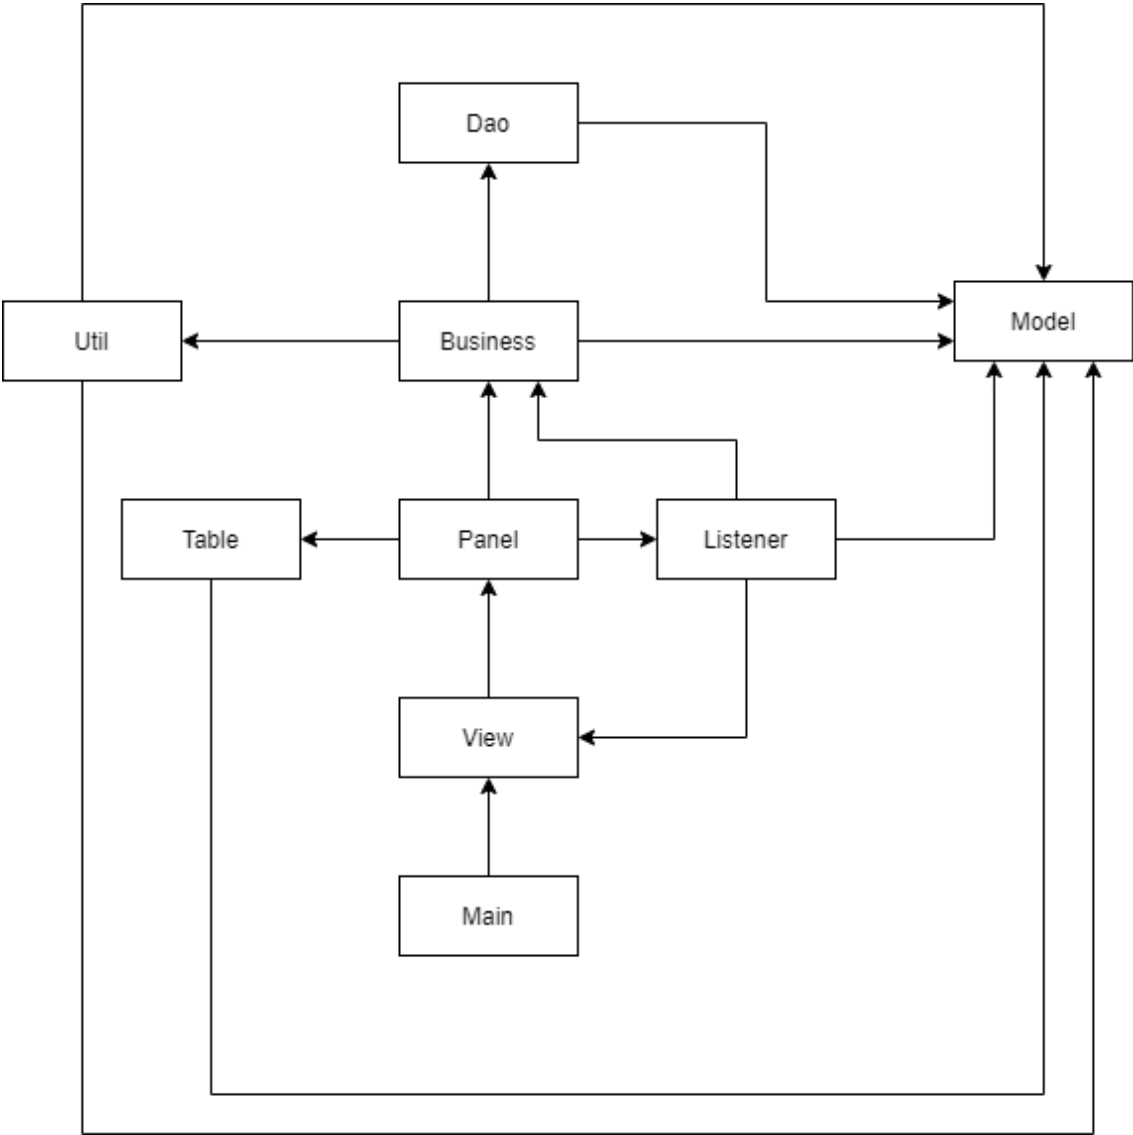 Dao
Model
Util
Business
Table
Panel
Listener
View
Main